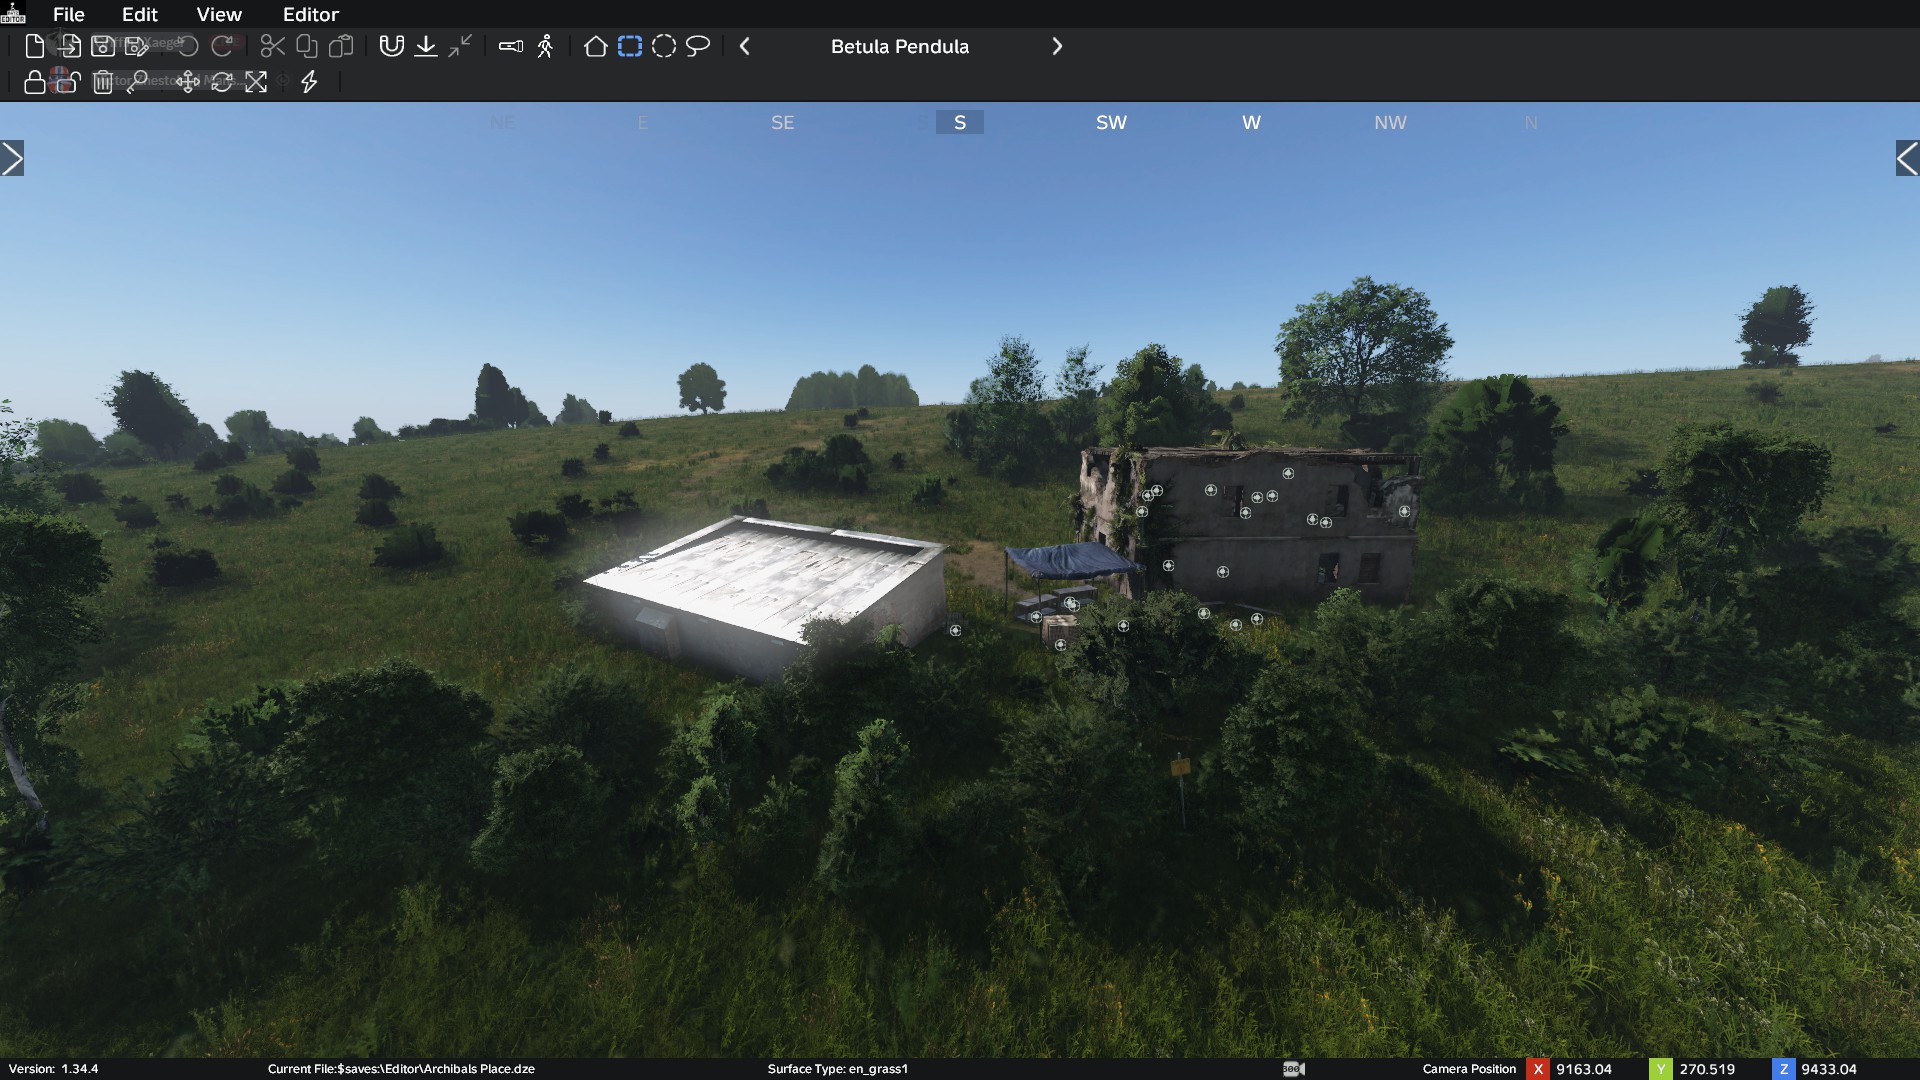 File Edit View Editor
EDITOR
Betula Pendula
NE E SE S SW W NW N
Version: 1.34.4 Current File:$saves:\Editor\Archibals Place.dze Surface Type: en_grass1 Camera Position X 9163.04 Y 270.519 Z 9433.04